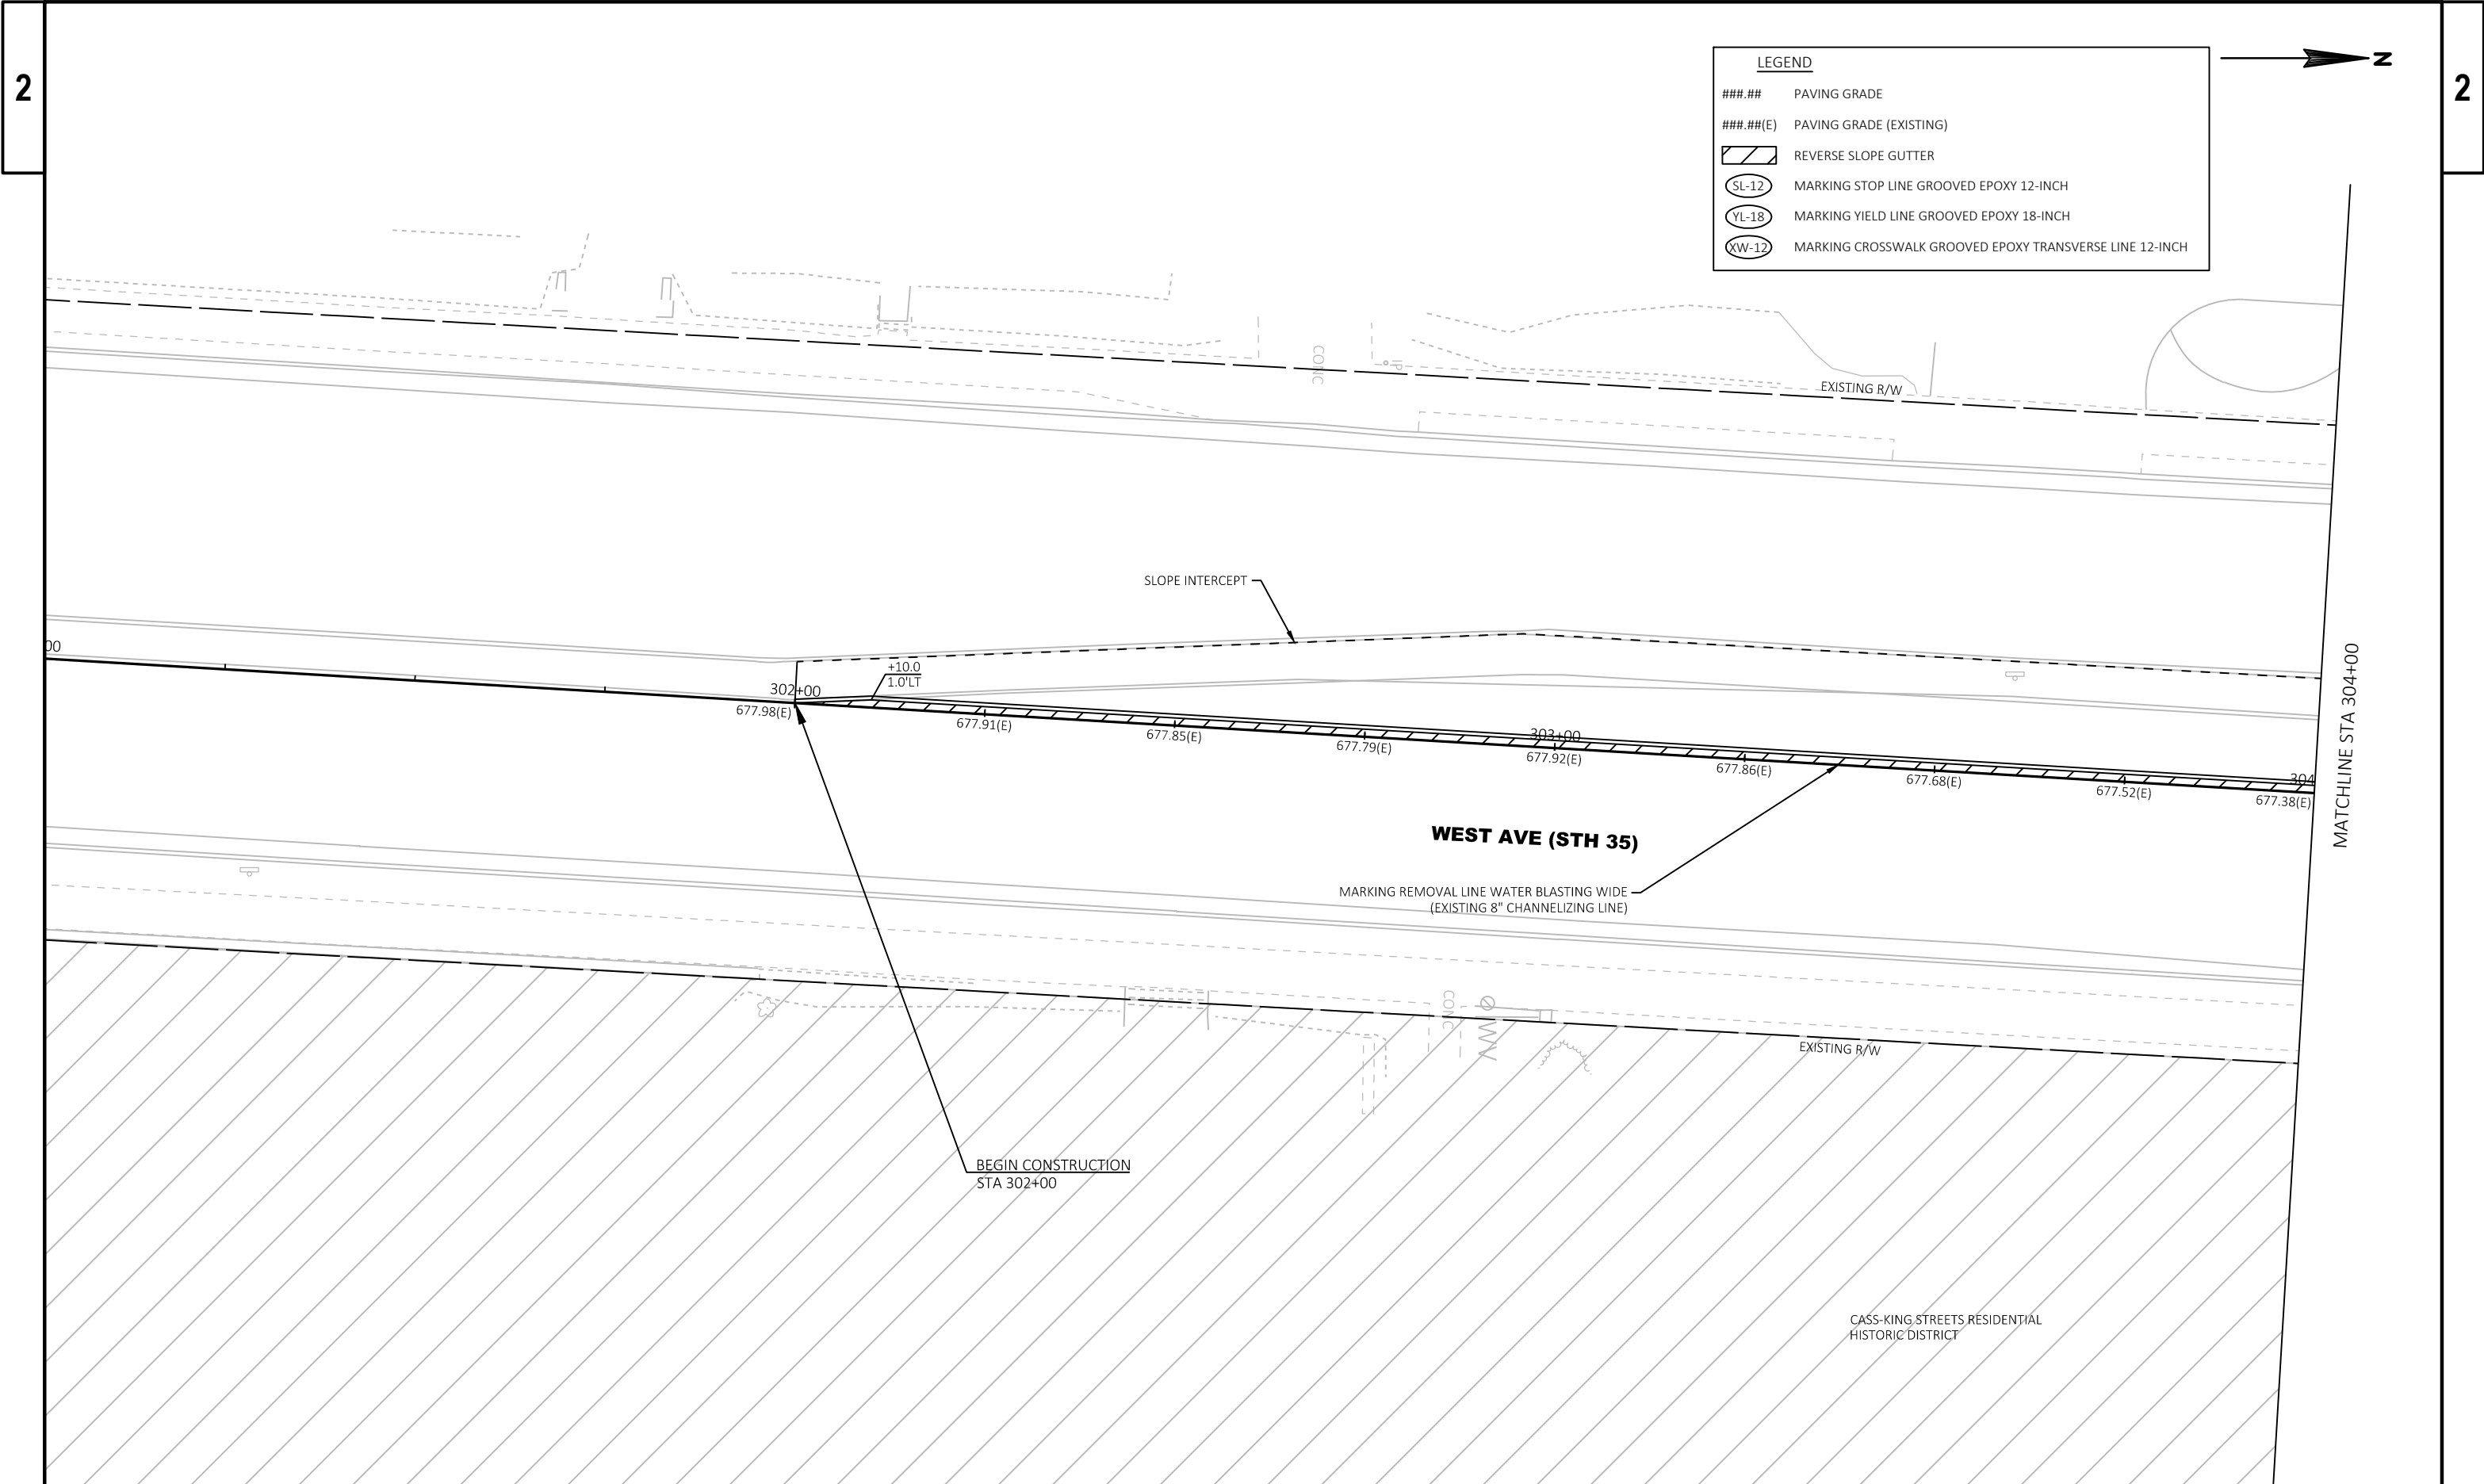 2
2
LEGEND
###.## PAVING GRADE
###.##(E) PAVING GRADE (EXISTING)
REVERSE SLOPE GUTTER
SL-12 MARKING STOP LINE GROOVED EPOXY 12-INCH
YL-18 MARKING YIELD LINE GROOVED EPOXY 18-INCH
XW-12 MARKING CROSSWALK GROOVED EPOXY TRANSVERSE LINE 12-INCH
N
CONC
IP
EXISTING R/W
SLOPE INTERCEPT
00
+10.0
1.0'LT
302+00
677.98(E)
677.91(E)
677.85(E)
677.79(E)
303+00
677.92(E)
677.86(E)
677.68(E)
677.52(E)
304
677.38(E)
MATCHLINE STA 304+00
WEST AVE (STH 35)
MARKING REMOVAL LINE WATER BLASTING WIDE
(EXISTING 8" CHANNELIZING LINE)
CONC
WW
EXISTING R/W
BEGIN CONSTRUCTION
STA 302+00
CASS-KING STREETS RESIDENTIAL
HISTORIC DISTRICT